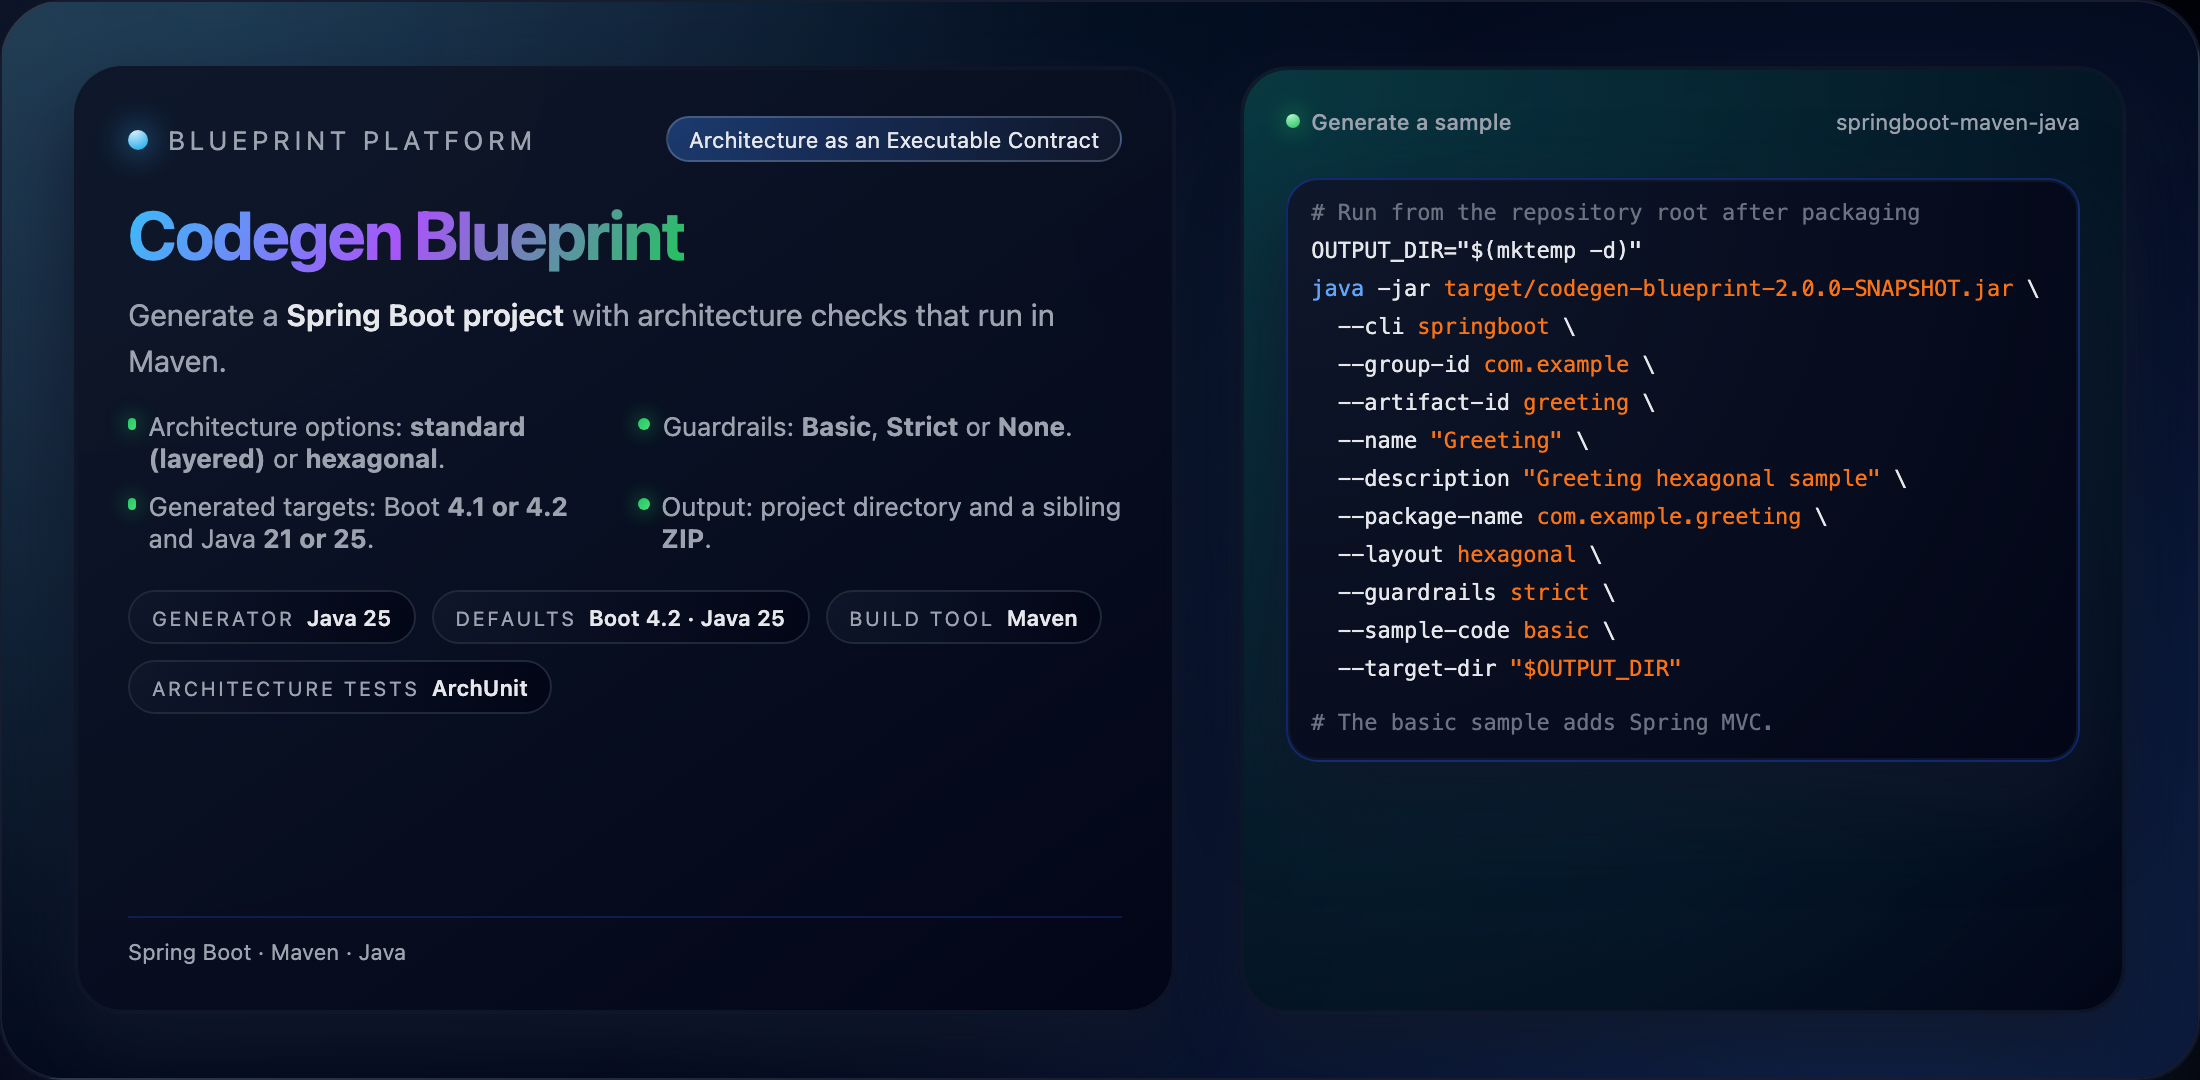 BLUEPRINT PLATFORM
Architecture as an Executable Contract
Codegen Blueprint
Generate a Spring Boot project with architecture checks that run in
Maven.
Architecture options: standard
(layered) or hexagonal.
Guardrails: Basic, Strict or None.
Generated targets: Boot 4.1 or 4.2
and Java 21 or 25.
Output: project directory and a sibling
ZIP.
GENERATOR Java 25
DEFAULTS Boot 4.2 · Java 25
BUILD TOOL Maven
ARCHITECTURE TESTS ArchUnit
Spring Boot · Maven · Java
Generate a sample
springboot-maven-java
# Run from the repository root after packaging
OUTPUT_DIR="$(mktemp -d)"
java -jar target/codegen-blueprint-2.0.0-SNAPSHOT.jar \
--cli springboot \
--group-id com.example \
--artifact-id greeting \
--name "Greeting" \
--description "Greeting hexagonal sample" \
--package-name com.example.greeting \
--layout hexagonal \
--guardrails strict \
--sample-code basic \
--target-dir "$OUTPUT_DIR"
# The basic sample adds Spring MVC.